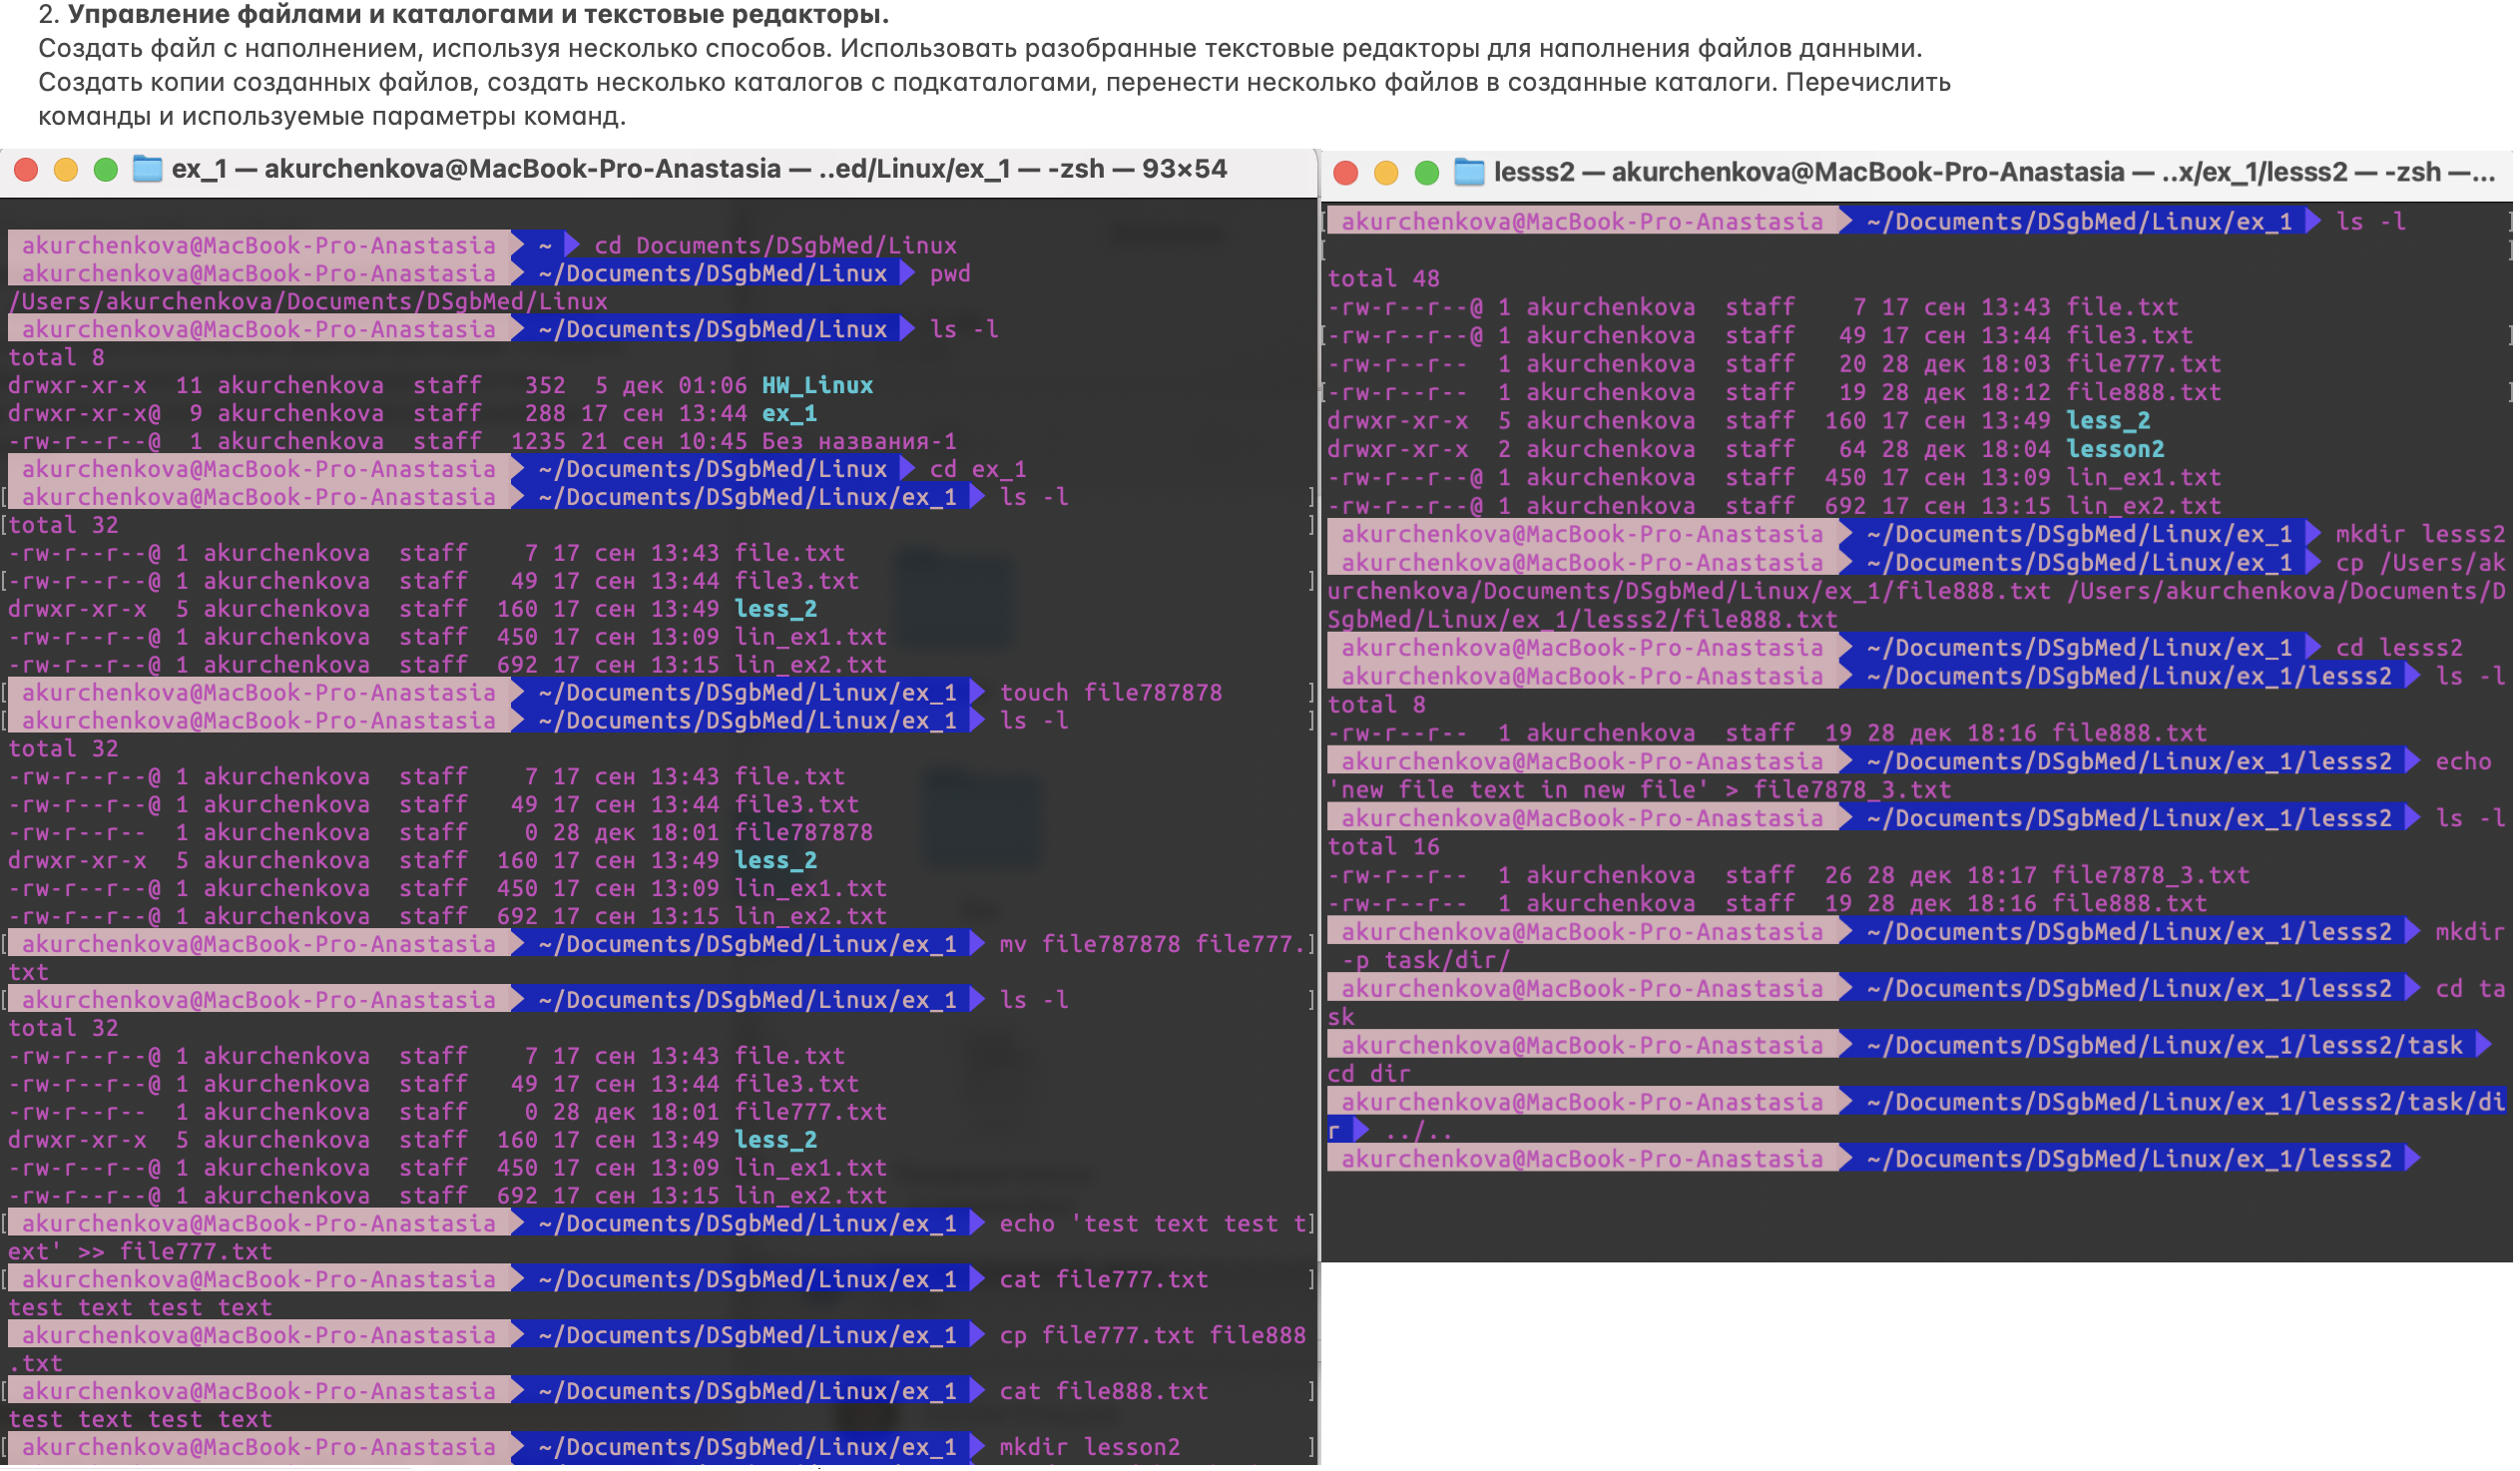 2. Управление файлами и каталогами и текстовые редакторы.
Создать файл с наполнением, используя несколько способов. Использовать разобранные текстовые редакторы для наполнения файлов данными.
Создать копии созданных файлов, создать несколько каталогов с подкаталогами, перенести несколько файлов в созданные каталоги. Перечислить
команды и используемые параметры команд.
ex_1 — akurchenkova@MacBook-Pro-Anastasia — ..ed/Linux/ex_1 — -zsh — 93×54
akurchenkova@MacBook-Pro-Anastasia ~ cd Documents/DSgbMed/Linux
akurchenkova@MacBook-Pro-Anastasia ~/Documents/DSgbMed/Linux pwd
/Users/akurchenkova/Documents/DSgbMed/Linux
akurchenkova@MacBook-Pro-Anastasia ~/Documents/DSgbMed/Linux ls -l
total 8
drwxr-xr-x 11 akurchenkova staff 352 5 дек 01:06 HW_Linux
drwxr-xr-x@ 9 akurchenkova staff 288 17 сен 13:44 ex_1
-rw-r--r--@ 1 akurchenkova staff 1235 21 сен 10:45 Без названия-1
akurchenkova@MacBook-Pro-Anastasia ~/Documents/DSgbMed/Linux cd ex_1
[ akurchenkova@MacBook-Pro-Anastasia ~/Documents/DSgbMed/Linux/ex_1 ls -l ]
[total 32 ]
-rw-r--r--@ 1 akurchenkova staff 7 17 сен 13:43 file.txt
[-rw-r--r--@ 1 akurchenkova staff 49 17 сен 13:44 file3.txt ]
drwxr-xr-x 5 akurchenkova staff 160 17 сен 13:49 less_2
-rw-r--r--@ 1 akurchenkova staff 450 17 сен 13:09 lin_ex1.txt
-rw-r--r--@ 1 akurchenkova staff 692 17 сен 13:15 lin_ex2.txt
[ akurchenkova@MacBook-Pro-Anastasia ~/Documents/DSgbMed/Linux/ex_1 touch file787878 ]
[ akurchenkova@MacBook-Pro-Anastasia ~/Documents/DSgbMed/Linux/ex_1 ls -l ]
total 32
-rw-r--r--@ 1 akurchenkova staff 7 17 сен 13:43 file.txt
-rw-r--r--@ 1 akurchenkova staff 49 17 сен 13:44 file3.txt
-rw-r--r-- 1 akurchenkova staff 0 28 дек 18:01 file787878
drwxr-xr-x 5 akurchenkova staff 160 17 сен 13:49 less_2
-rw-r--r--@ 1 akurchenkova staff 450 17 сен 13:09 lin_ex1.txt
-rw-r--r--@ 1 akurchenkova staff 692 17 сен 13:15 lin_ex2.txt
[ akurchenkova@MacBook-Pro-Anastasia ~/Documents/DSgbMed/Linux/ex_1 mv file787878 file777.]
txt
[ akurchenkova@MacBook-Pro-Anastasia ~/Documents/DSgbMed/Linux/ex_1 ls -l ]
total 32
-rw-r--r--@ 1 akurchenkova staff 7 17 сен 13:43 file.txt
-rw-r--r--@ 1 akurchenkova staff 49 17 сен 13:44 file3.txt
-rw-r--r-- 1 akurchenkova staff 0 28 дек 18:01 file777.txt
drwxr-xr-x 5 akurchenkova staff 160 17 сен 13:49 less_2
-rw-r--r--@ 1 akurchenkova staff 450 17 сен 13:09 lin_ex1.txt
-rw-r--r--@ 1 akurchenkova staff 692 17 сен 13:15 lin_ex2.txt
[ akurchenkova@MacBook-Pro-Anastasia ~/Documents/DSgbMed/Linux/ex_1 echo 'test text test t]
ext' >> file777.txt
[ akurchenkova@MacBook-Pro-Anastasia ~/Documents/DSgbMed/Linux/ex_1 cat file777.txt ]
test text test text
akurchenkova@MacBook-Pro-Anastasia ~/Documents/DSgbMed/Linux/ex_1 cp file777.txt file888
.txt
[ akurchenkova@MacBook-Pro-Anastasia ~/Documents/DSgbMed/Linux/ex_1 cat file888.txt ]
test text test text
[ akurchenkova@MacBook-Pro-Anastasia ~/Documents/DSgbMed/Linux/ex_1 mkdir lesson2 ]
lesss2 — akurchenkova@MacBook-Pro-Anastasia — ..x/ex_1/lesss2 — -zsh —...
[ akurchenkova@MacBook-Pro-Anastasia ~/Documents/DSgbMed/Linux/ex_1 ls -l ]
[ ]
total 48
-rw-r--r--@ 1 akurchenkova staff 7 17 сен 13:43 file.txt
[-rw-r--r--@ 1 akurchenkova staff 49 17 сен 13:44 file3.txt ]
-rw-r--r-- 1 akurchenkova staff 20 28 дек 18:03 file777.txt
[-rw-r--r-- 1 akurchenkova staff 19 28 дек 18:12 file888.txt ]
drwxr-xr-x 5 akurchenkova staff 160 17 сен 13:49 less_2
drwxr-xr-x 2 akurchenkova staff 64 28 дек 18:04 lesson2
-rw-r--r--@ 1 akurchenkova staff 450 17 сен 13:09 lin_ex1.txt
-rw-r--r--@ 1 akurchenkova staff 692 17 сен 13:15 lin_ex2.txt
akurchenkova@MacBook-Pro-Anastasia ~/Documents/DSgbMed/Linux/ex_1 mkdir lesss2
akurchenkova@MacBook-Pro-Anastasia ~/Documents/DSgbMed/Linux/ex_1 cp /Users/ak
urchenkova/Documents/DSgbMed/Linux/ex_1/file888.txt /Users/akurchenkova/Documents/D
SgbMed/Linux/ex_1/lesss2/file888.txt
akurchenkova@MacBook-Pro-Anastasia ~/Documents/DSgbMed/Linux/ex_1 cd lesss2
akurchenkova@MacBook-Pro-Anastasia ~/Documents/DSgbMed/Linux/ex_1/lesss2 ls -l
total 8
-rw-r--r-- 1 akurchenkova staff 19 28 дек 18:16 file888.txt
akurchenkova@MacBook-Pro-Anastasia ~/Documents/DSgbMed/Linux/ex_1/lesss2 echo
'new file text in new file' > file7878_3.txt
akurchenkova@MacBook-Pro-Anastasia ~/Documents/DSgbMed/Linux/ex_1/lesss2 ls -l
total 16
-rw-r--r-- 1 akurchenkova staff 26 28 дек 18:17 file7878_3.txt
-rw-r--r-- 1 akurchenkova staff 19 28 дек 18:16 file888.txt
akurchenkova@MacBook-Pro-Anastasia ~/Documents/DSgbMed/Linux/ex_1/lesss2 mkdir
-p task/dir/
akurchenkova@MacBook-Pro-Anastasia ~/Documents/DSgbMed/Linux/ex_1/lesss2 cd ta
sk
akurchenkova@MacBook-Pro-Anastasia ~/Documents/DSgbMed/Linux/ex_1/lesss2/task
cd dir
akurchenkova@MacBook-Pro-Anastasia ~/Documents/DSgbMed/Linux/ex_1/lesss2/task/di
r ../..
akurchenkova@MacBook-Pro-Anastasia ~/Documents/DSgbMed/Linux/ex_1/lesss2